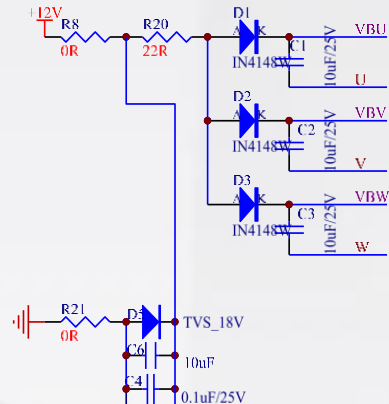 +12V
R8
0R
R20
22R
D1
A K
IN4148W
C1
10uF/25V
VBU
U
D2
A K
IN4148W
C2
10uF/25V
VBV
V
D3
A K
IN4148W
C3
10uF/25V
VBW
W
R21
0R
TVS_18V
C6
10uF
C4
0.1uF/25V